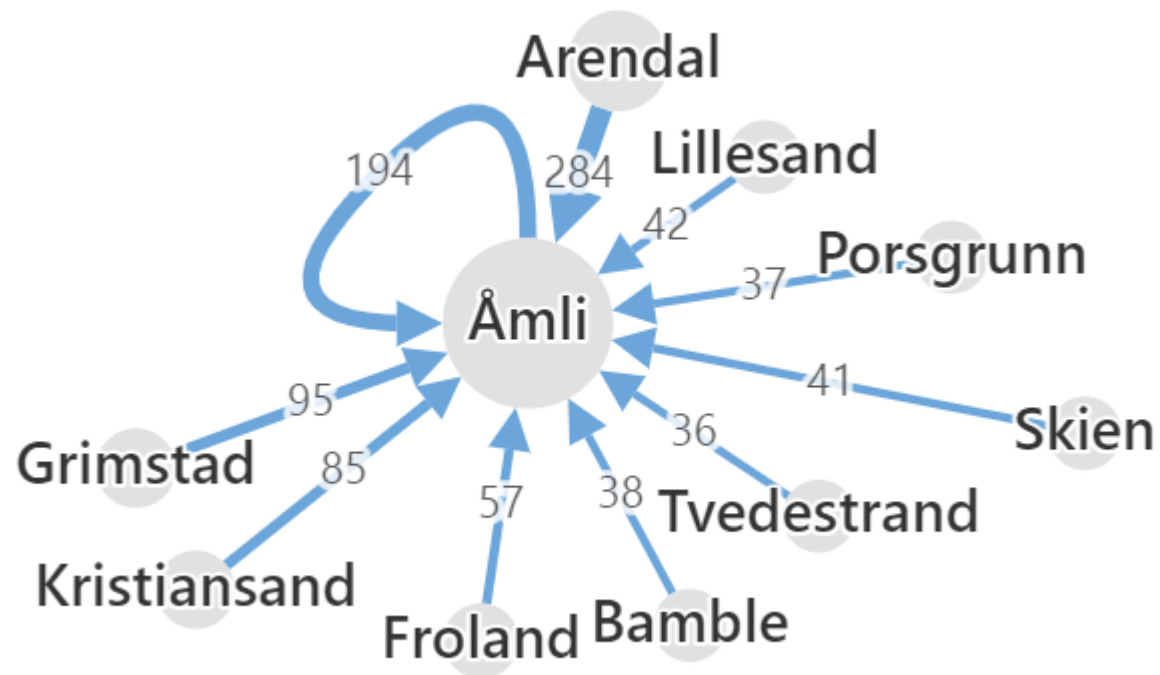 Arendal
194
284
Lillesand
42
Porsgrunn
37
Åmli
41
95
36
Skien
Grimstad
85
57
38
Tvedestrand
Kristiansand
Froland
Bamble